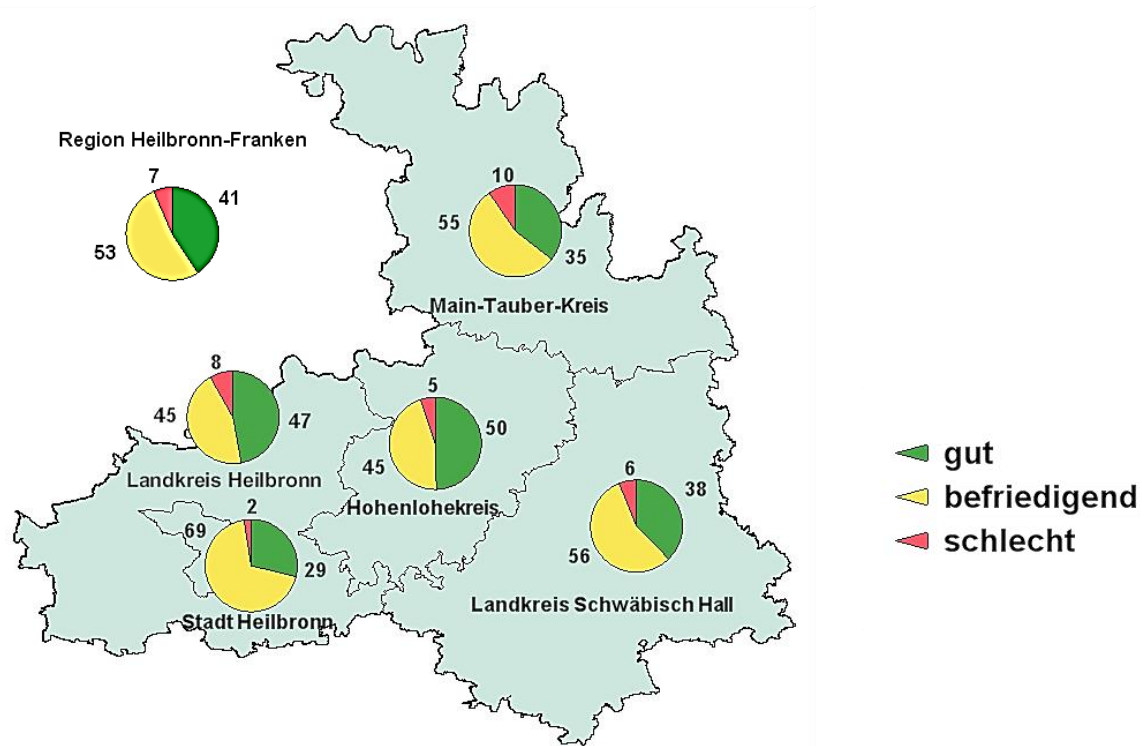 Region Heilbronn-Franken
7
41
53
10
55
35
Main-Tauber-Kreis
8
45
47
Landkreis Heilbronn
5
50
45
Hohenlohekreis
6
38
56
Landkreis Schwäbisch Hall
2
69
29
Stadt Heilbronn
gut
befriedigend
schlecht